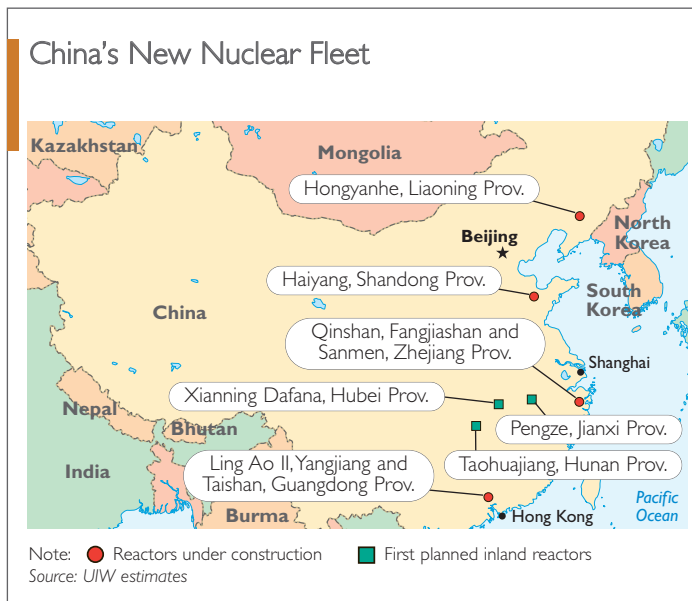 China's New Nuclear Fleet
Kazakhstan
Mongolia
Hongyanhe, Liaoning Prov.
North
Korea
Beijing
Haiyang, Shandong Prov.
South
Korea
China
Qinshan, Fangjiashan and
Sanmen, Zhejiang Prov.
Shanghai
Xianning Dafana, Hubei Prov.
Nepal
Bhutan
Pengze, Jianxi Prov.
India
Ling Ao II, Yangjiang and
Taishan, Guangdong Prov.
Taohuajiang, Hunan Prov.
Burma
Hong Kong
Pacific
Ocean
Note: Reactors under construction First planned inland reactors
Source: UIW estimates